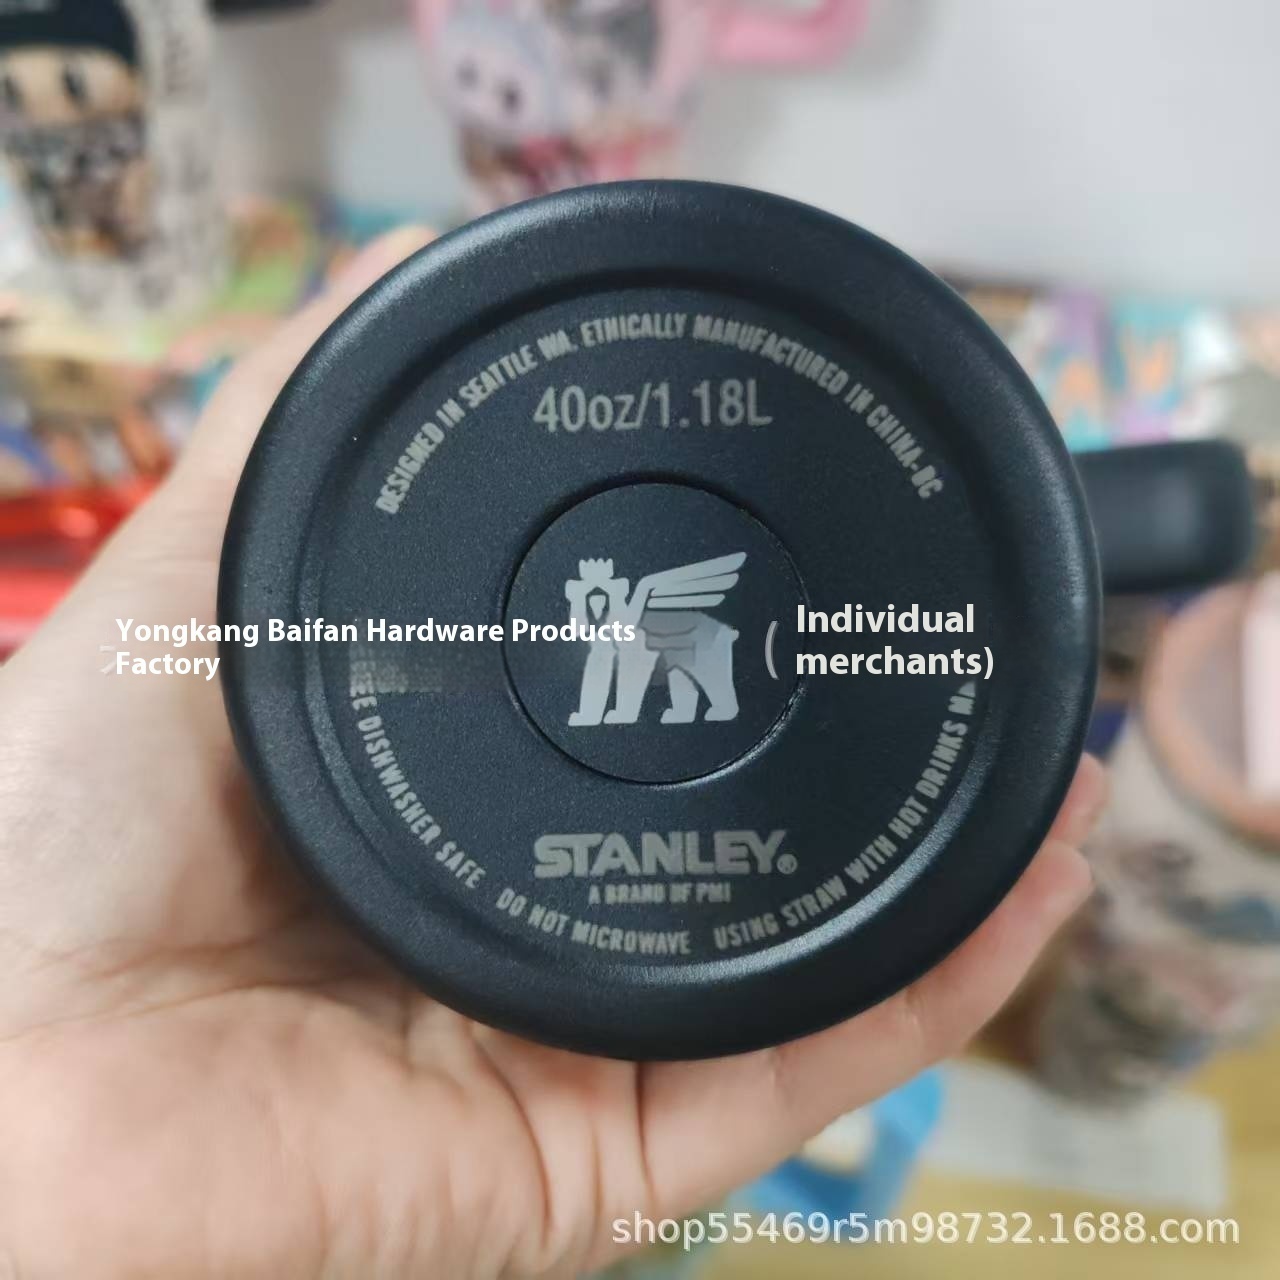 DESIGNED IN SEATTLE WA. ETHICALLY MANUFACTURED IN CHINA-BC
40oz/1.18L
Yongkang Baifan Hardware Products
Factory
( Individual
merchants)
STANLEY®
A BRAND OF PMI
DISHWASHER SAFE DO NOT MICROWAVE USING STRAW WITH HOT DRINKS
shop55469r5m98732.1688.com